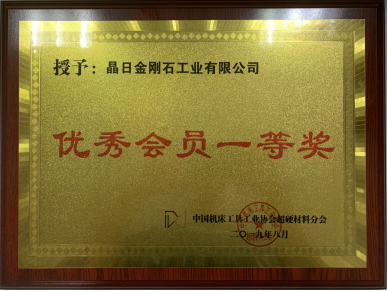 授予：晶日金刚石工业有限公司
优秀会员一等奖
中国机床工具工业协会超硬材料分会
二〇一九年八月